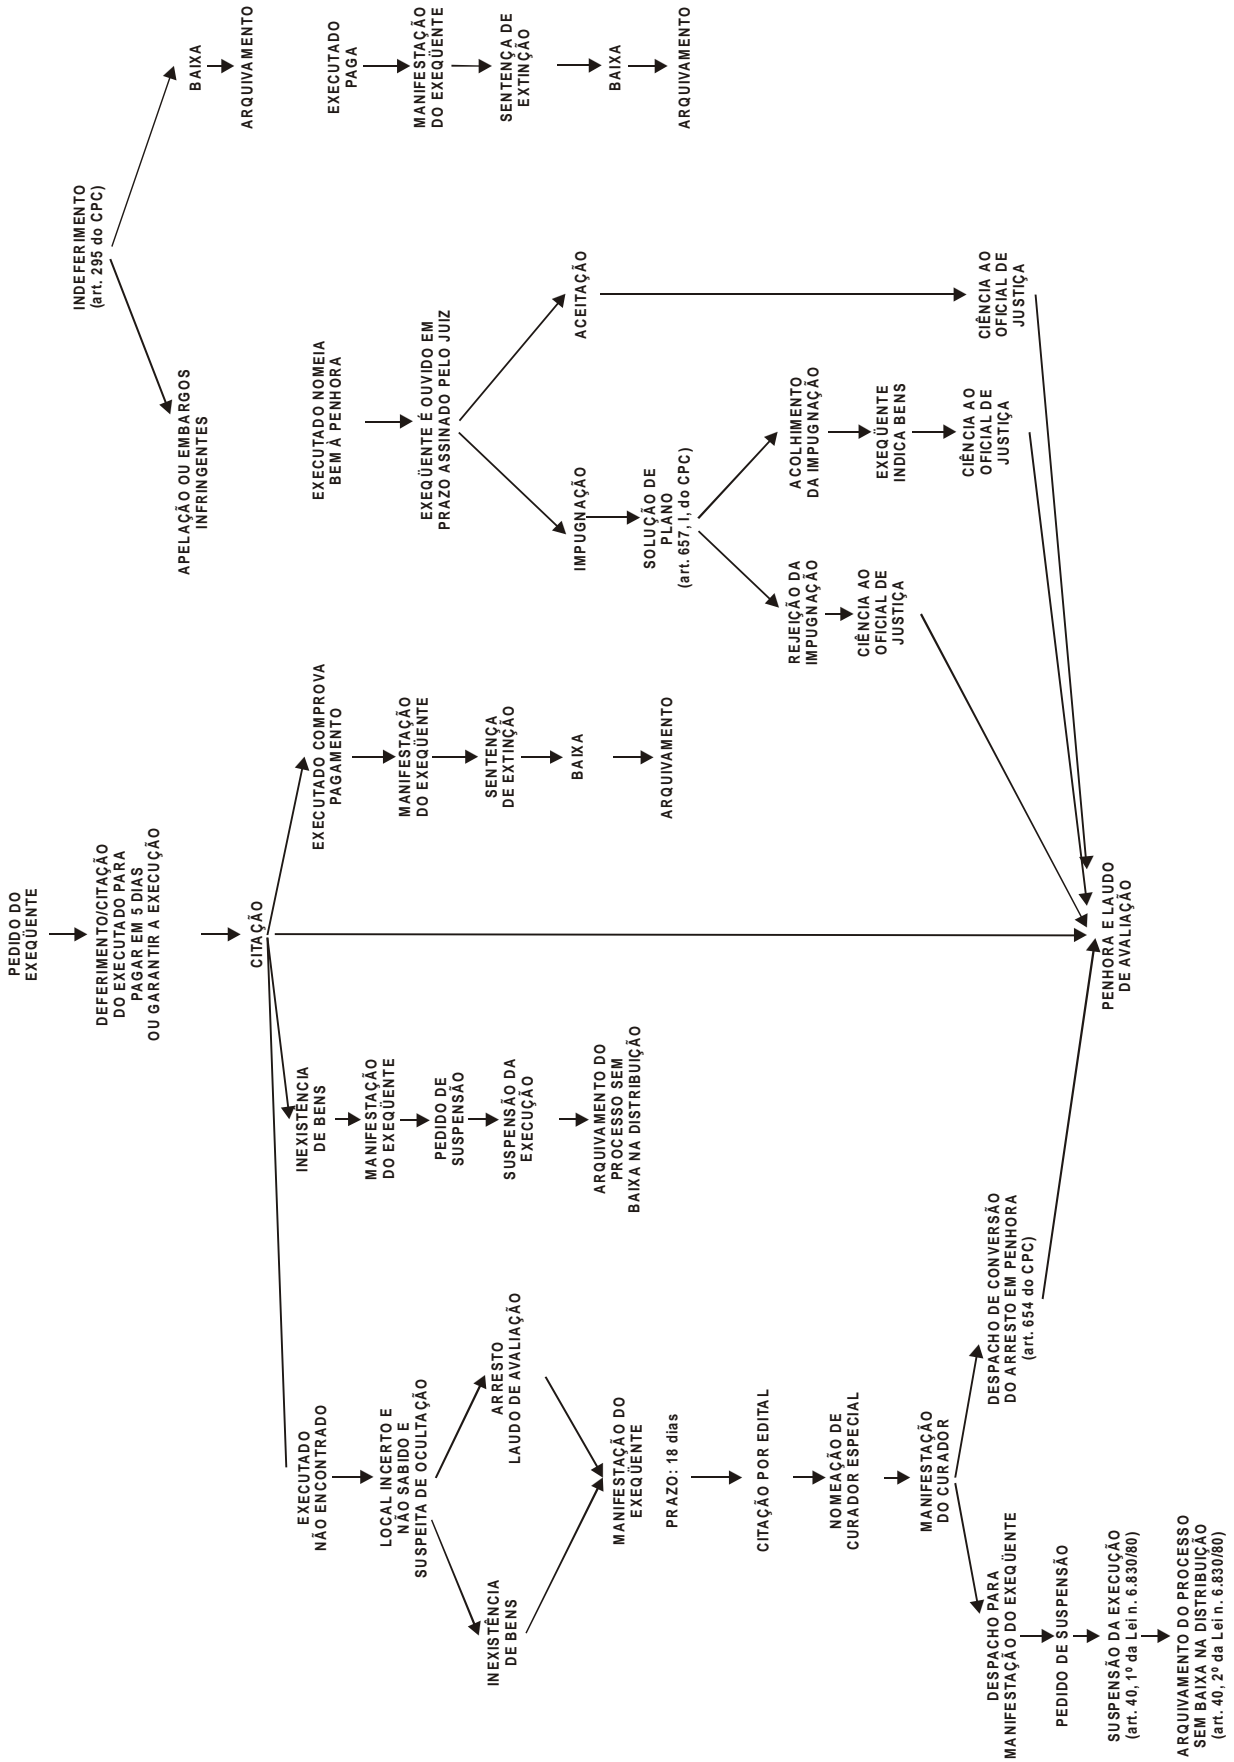 PEDIDO DO
EXEQÜENTE
DEFERIMENTO/CITAÇÃO
DO EXECUTADO PARA
PAGAR EM 5 DIAS
OU GARANTIR A EXECUÇÃO
INDEFERIMENTO
(art. 295 do CPC)
APELAÇÃO OU EMBARGOS
INFRINGENTES
BAIXA
ARQUIVAMENTO
CITAÇÃO
EXECUTADO
NÃO ENCONTRADO
LOCAL INCERTO E
NÃO SABIDO E
SUSPEITA DE OCULTAÇÃO
INEXISTÊNCIA
DE BENS
ARRESTO
LAUDO DE AVALIAÇÃO
MANIFESTAÇÃO DO
EXEQÜENTE
PRAZO: 18 dias
CITAÇÃO POR EDITAL
NOMEAÇÃO DE
CURADOR ESPECIAL
MANIFESTAÇÃO
DO CURADOR
DESPACHO PARA
MANIFESTAÇÃO DO EXEQÜENTE
PEDIDO DE SUSPENSÃO
SUSPENSÃO DA EXECUÇÃO
(art. 40, 1º da Lei n. 6.830/80)
ARQUIVAMENTO DO PROCESSO
SEM BAIXA NA DISTRIBUIÇÃO
(art. 40, 2º da Lei n. 6.830/80)
DESPACHO DE CONVERSÃO
DO ARRESTO EM PENHORA
(art. 654 do CPC)
INEXISTÊNCIA
DE BENS
MANIFESTAÇÃO
DO EXEQÜENTE
PEDIDO DE
SUSPENSÃO
SUSPENSÃO DA
EXECUÇÃO
ARQUIVAMENTO DO
PROCESSO SEM
BAIXA NA DISTRIBUIÇÃO
EXECUTADO COMPROVA
PAGAMENTO
MANIFESTAÇÃO
DO EXEQÜENTE
SENTENÇA
DE EXTINÇÃO
BAIXA
ARQUIVAMENTO
EXECUTADO NOMEIA
BEM À PENHORA
EXEQÜENTE É OUVIDO EM
PRAZO ASSINADO PELO JUIZ
IMPUGNAÇÃO
ACEITAÇÃO
SOLUÇÃO DE
PLANO
(art. 657, I, do CPC)
REJEIÇÃO DA
IMPUGNAÇÃO
CIÊNCIA AO
OFICIAL DE
JUSTIÇA
ACOLHIMENTO
DA IMPUGNAÇÃO
EXEQÜENTE
INDICA BENS
CIÊNCIA AO
OFICIAL DE
JUSTIÇA
CIÊNCIA AO
OFICIAL DE
JUSTIÇA
EXECUTADO
PAGA
MANIFESTAÇÃO
DO EXEQÜENTE
SENTENÇA DE
EXTINÇÃO
BAIXA
ARQUIVAMENTO
PENHORA E LAUDO
DE AVALIAÇÃO